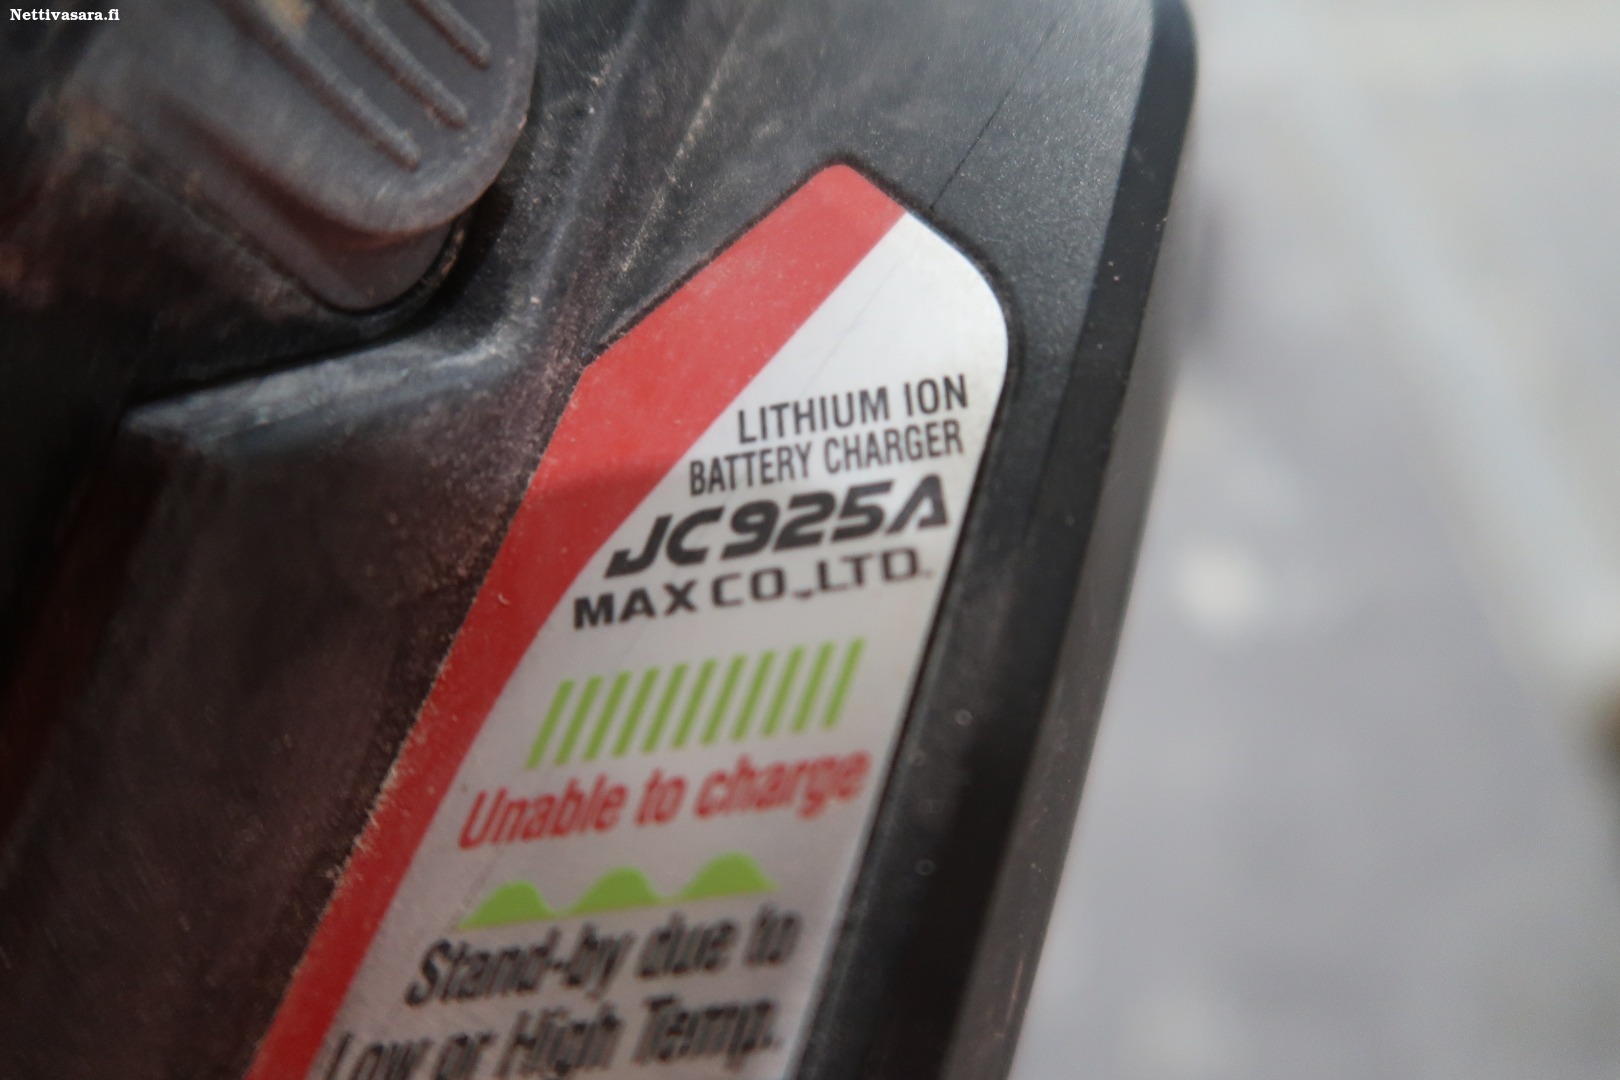 Nettivasara.fi
LITHIUM ION
BATTERY CHARGER
JC925A
MAX CO.,LTD.
Unable to charge
Stand-by due to
Low or High Temp.